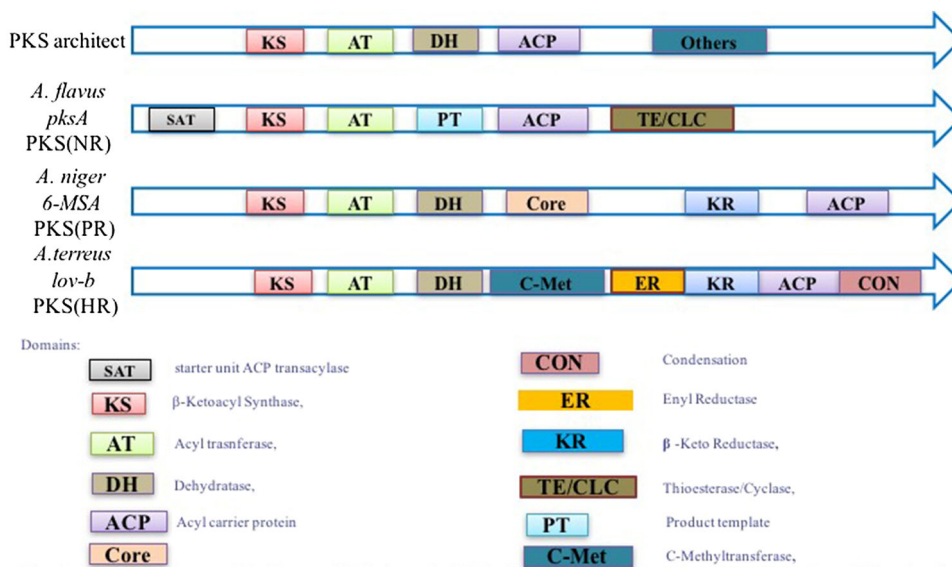 PKS architect KS AT DH ACP Others
A. flavus
pksA
PKS(NR)
SAT KS AT PT ACP TE/CLC
A. niger
6-MSA
PKS(PR)
KS AT DH Core KR ACP
A.terreus
lov-b
PKS(HR)
KS AT DH C-Met ER KR ACP CON
Domains:
SAT starter unit ACP transacylase
KS β-Ketoacyl Synthase,
AT Acyl trasnferase,
DH Dehydratase,
ACP Acyl carrier protein
Core
CON Condensation
ER Enyl Reductase
KR β -Keto Reductase,
TE/CLC Thioesterase/Cyclase,
PT Product template
C-Met C-Methyltransferase,